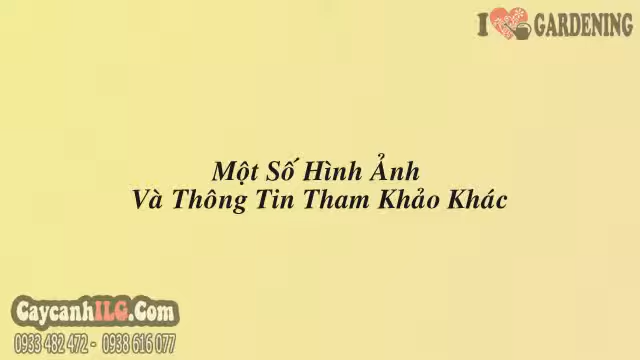 I GARDENING
Một Số Hình Ảnh
Và Thông Tin Tham Khảo Khác
CaycanhILG.Com
0933 482 472 - 0938 616 077